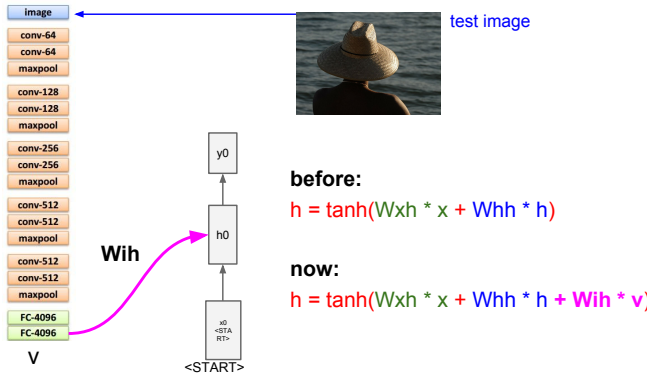 image
test image
conv-64
conv-64
maxpool
conv-128
conv-128
maxpool
conv-256
conv-256
maxpool
conv-512
conv-512
maxpool
conv-512
conv-512
maxpool
FC-4096
FC-4096
v
Wih
y0
h0
x0
<STA
RT>
<START>
before:
h = tanh(Wxh * x + Whh * h)
now:
h = tanh(Wxh * x + Whh * h + Wih * v)